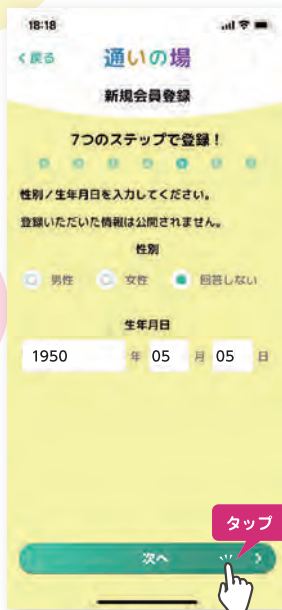 18:18
戻る
通いの場
新規会員登録
7つのステップで登録！
性別/生年月日を入力してください。
登録いただいた情報は公開されません。
性別
男性 女性 回答しない
生年月日
1950 年 05 月 05 日
タップ
次へ